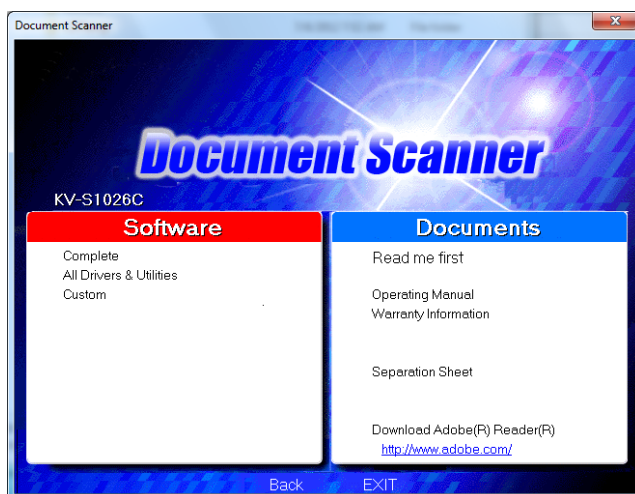 Document Scanner
Document Scanner
KV-S1026C
Software
Complete
All Drivers & Utilities
Custom
Documents
Read me first
Operating Manual
Warranty Information
Separation Sheet
Download Adobe(R) Reader(R)
http://www.adobe.com/
Back
EXIT